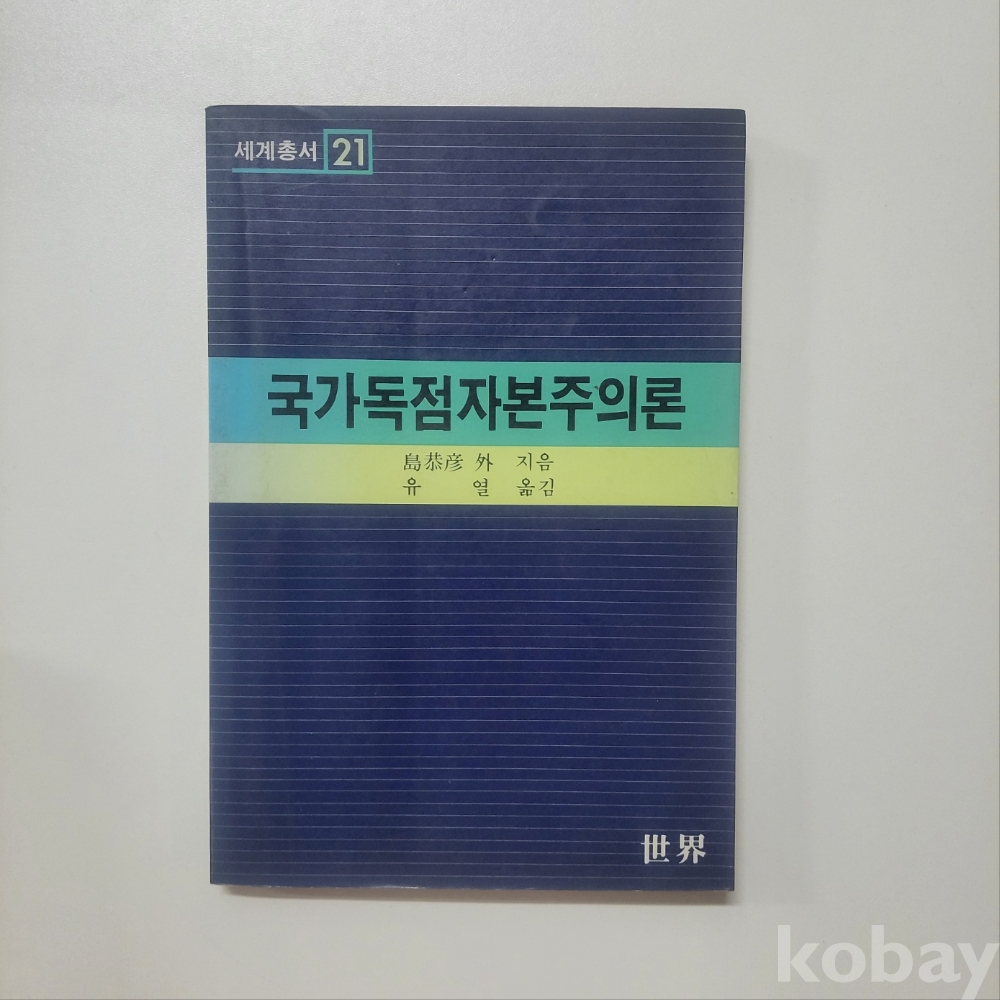 세계총서 21
국가독점자본주의론
島恭彦 外 지음
유 열 옮김
世界
kobay